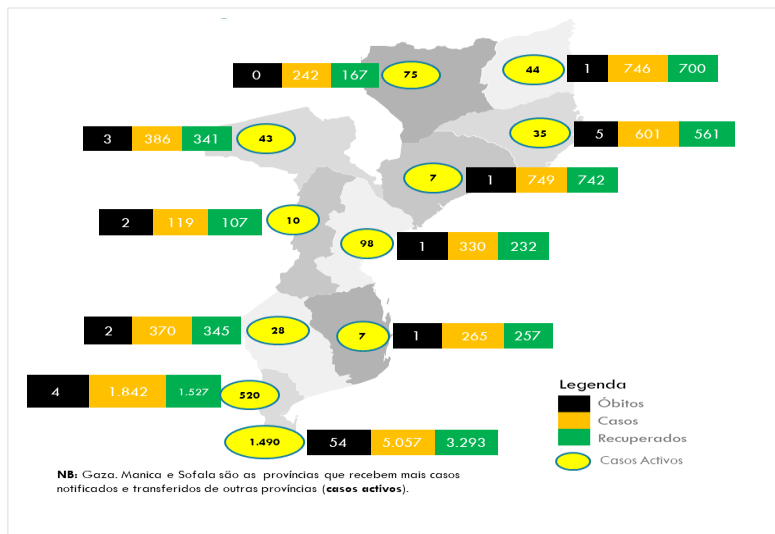 0 242 167 75
44 1 746 700
3 386 341 43
35 5 601 561
7 1 749 742
2 119 107 10
98 1 330 232
2 370 345 28
7 1 265 257
4 1.842 1.527 520
1.490 54 5.057 3.293
Legenda
Óbitos
Casos
Recuperados
Casos Activos
NB: Gaza. Manica e Sofala são as províncias que recebem mais casos
notificados e transferidos de outras províncias (casos activos).